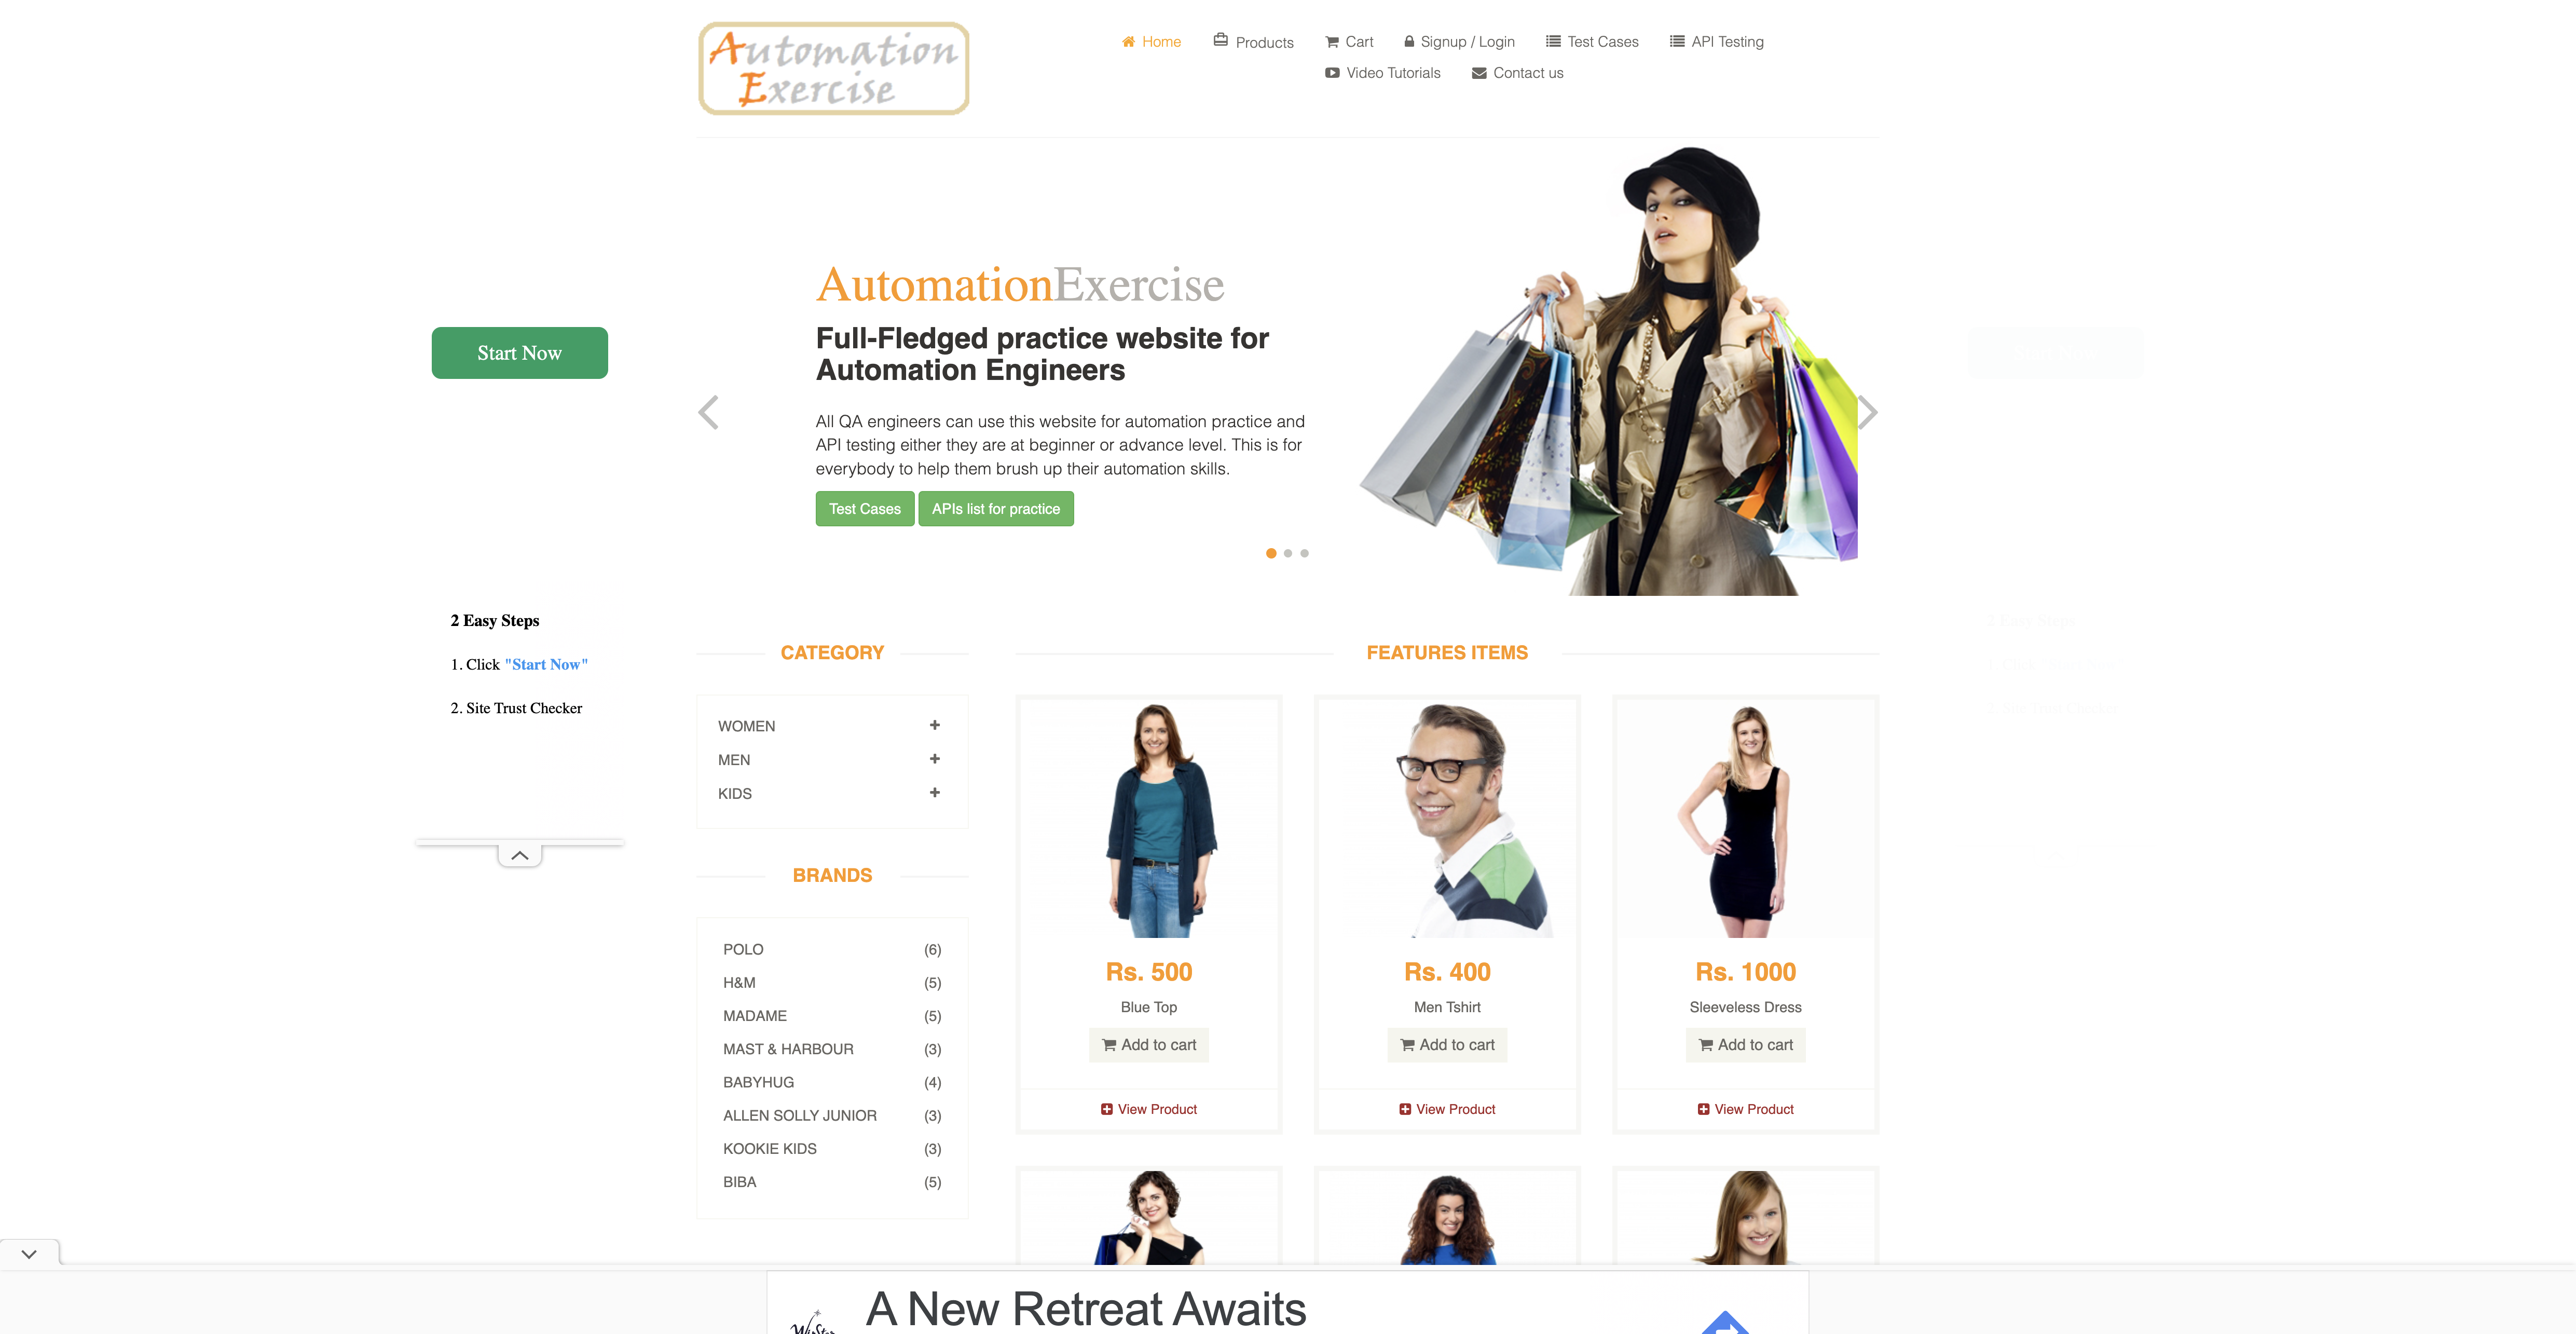 Automation
Exercise
Home
Products
Cart
Signup / Login
Test Cases
API Testing
Video Tutorials
Contact us
AutomationExercise
Full-Fledged practice website for
Automation Engineers
All QA engineers can use this website for automation practice and
API testing either they are at beginner or advance level. This is for
everybody to help them brush up their automation skills.
Test Cases
APIs list for practice
Start Now
2 Easy Steps
1. Click "Start Now"
2. Site Trust Checker
CATEGORY
WOMEN
MEN
KIDS
BRANDS
POLO (6)
H&M (5)
MADAME (5)
MAST & HARBOUR (3)
BABYHUG (4)
ALLEN SOLLY JUNIOR (3)
KOOKIE KIDS (3)
BIBA (5)
FEATURES ITEMS
Rs. 500
Blue Top
Add to cart
View Product
Rs. 400
Men Tshirt
Add to cart
View Product
Rs. 1000
Sleeveless Dress
Add to cart
View Product
A New Retreat Awaits